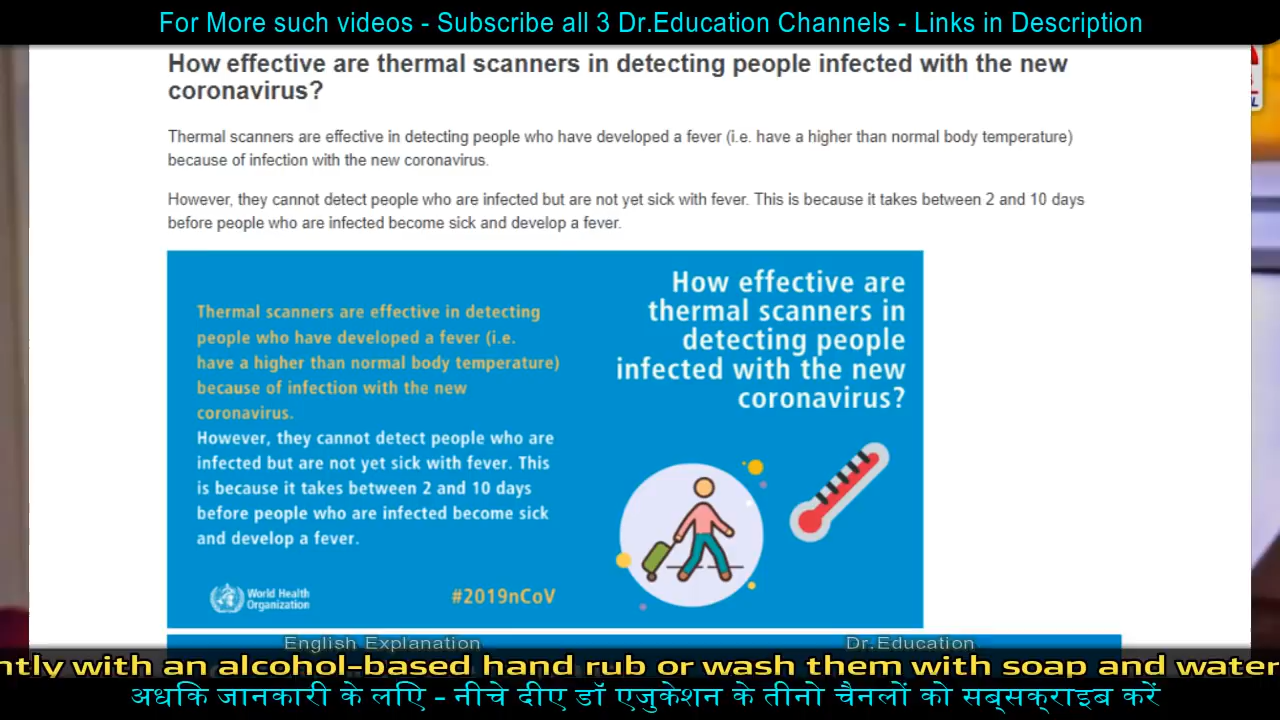 For More such videos - Subscribe all 3 Dr.Education Channels - Links in Description
How effective are thermal scanners in detecting people infected with the new
coronavirus?
Thermal scanners are effective in detecting people who have developed a fever (i.e. have a higher than normal body temperature)
because of infection with the new coronavirus.
However, they cannot detect people who are infected but are not yet sick with fever. This is because it takes between 2 and 10 days
before people who are infected become sick and develop a fever.
Thermal scanners are effective in detecting
people who have developed a fever (i.e.
have a higher than normal body temperature)
because of infection with the new
coronavirus.
However, they cannot detect people who are
infected but are not yet sick with fever. This
is because it takes between 2 and 10 days
before people who are infected become sick
and develop a fever.
How effective are
thermal scanners in
detecting people
infected with the new
coronavirus?
World Health
Organization
#2019nCoV
English Explanation
Dr.Education
ntly with an alcohol-based hand rub or wash them with soap and water
अधकि जानकारी के लएि - नीचे दीए डॉ एजुकेशन के तीनो चैनलों को सब्सक्राइब करें